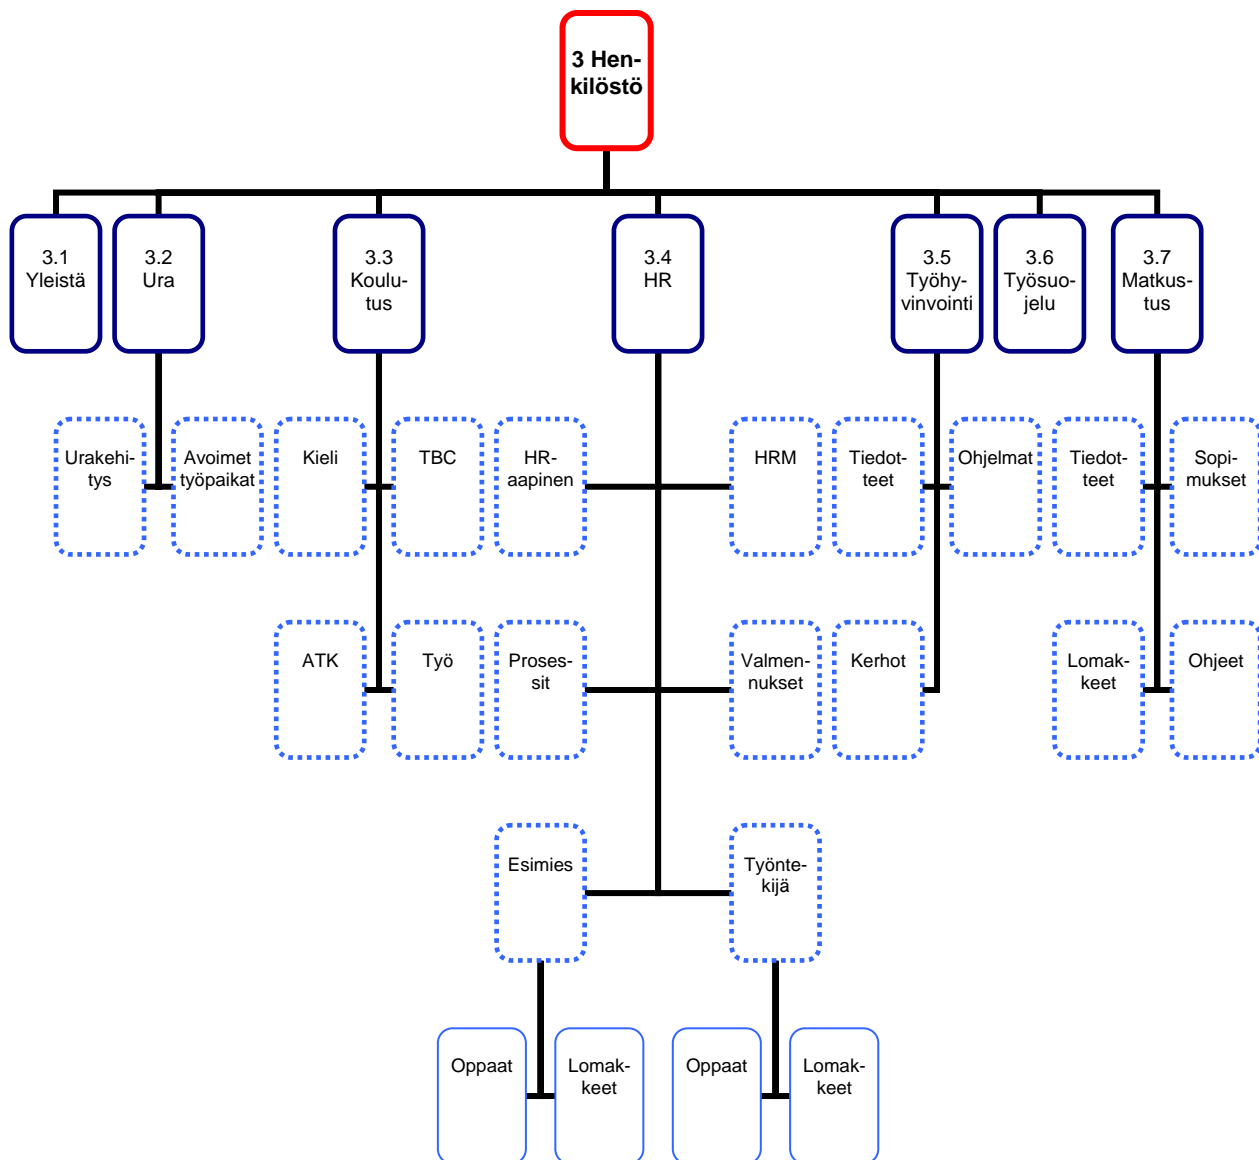 3 Hen-
kilöstö
3.1
Yleistä
3.2
Ura
3.3
Koulu-
tus
3.4
HR
3.5
Työhy-
vinvointi
3.6
Työsuo-
jelu
3.7
Matkus-
tus
Urakehi-
tys
Avoimet
työpaikat
Kieli
TBC
HR-
aapinen
HRM
Tiedot-
teet
Ohjelmat
Tiedot-
teet
Sopi-
mukset
ATK
Työ
Proses-
sit
Valmen-
nukset
Kerhot
Lomak-
keet
Ohjeet
Esimies
Työnte-
kijä
Oppaat
Lomak-
keet
Oppaat
Lomak-
keet